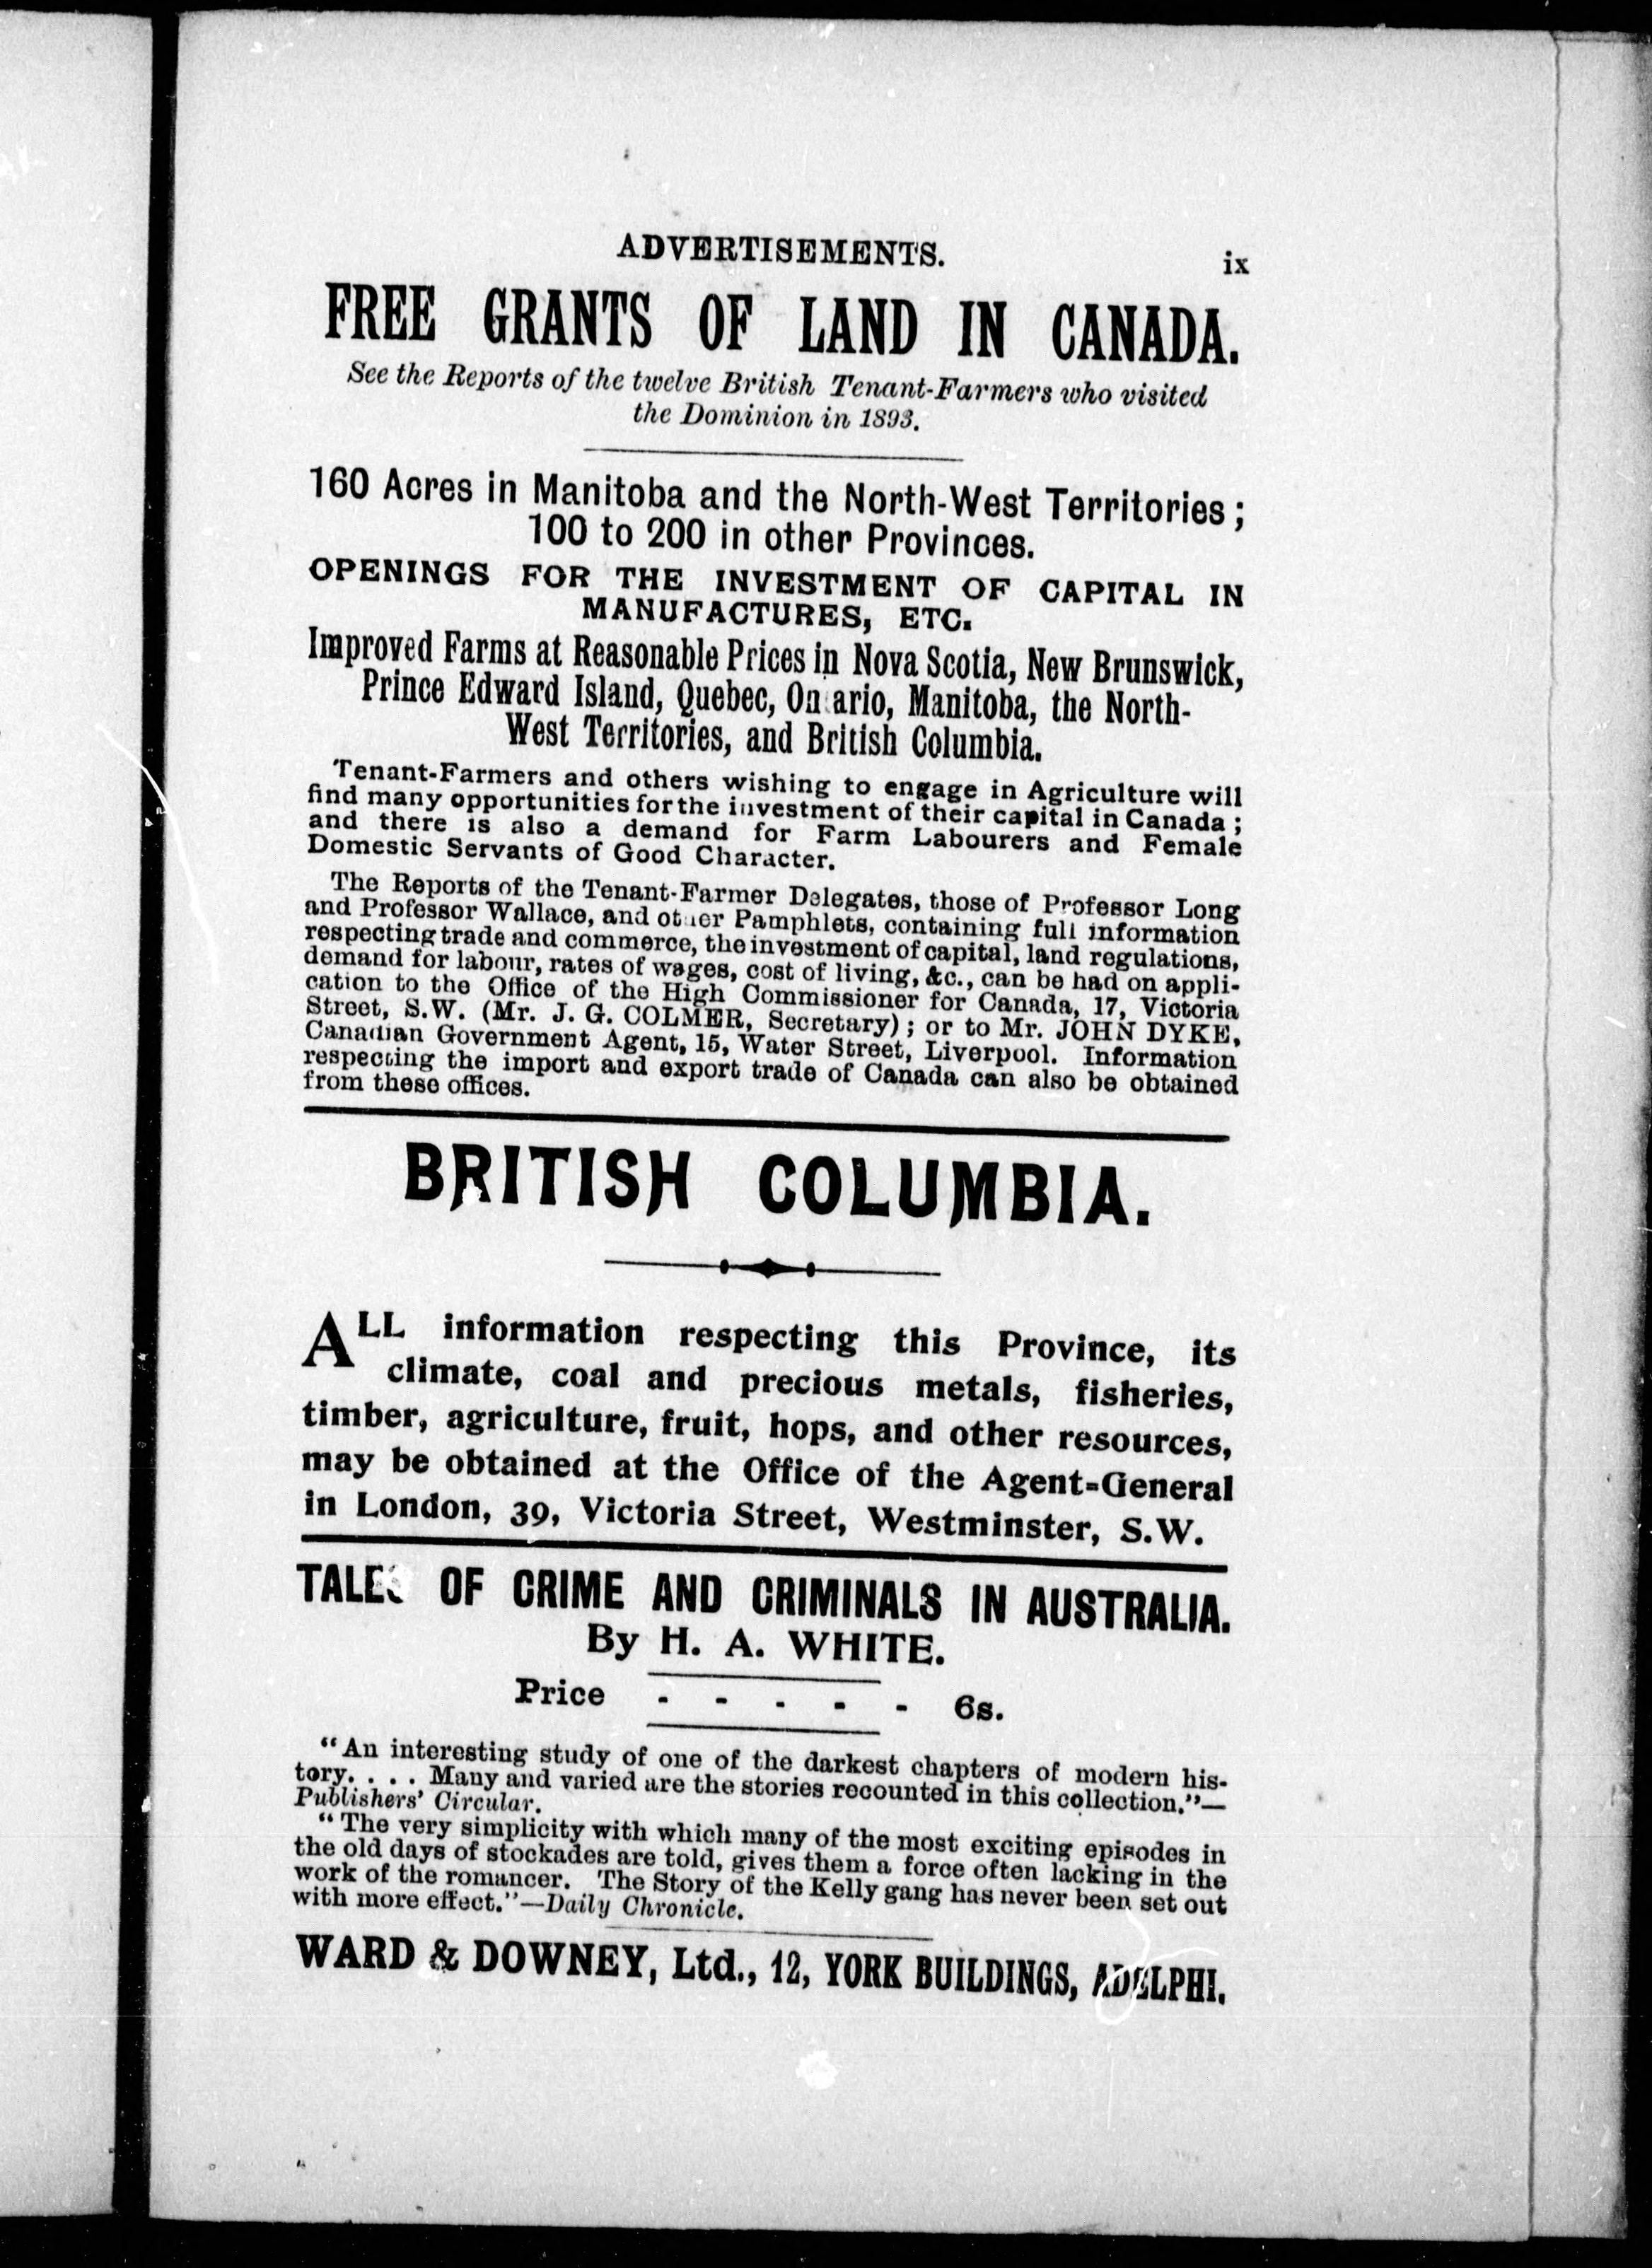 ADVERTISEMENTS. ix
FREE GRANTS OF LAND IN CANADA.
See the Reports of the twelve British Tenant-Farmers who visited
the Dominion in 1893.
160 Acres in Manitoba and the North-West Territories;
100 to 200 in other Provinces.
OPENINGS FOR THE INVESTMENT OF CAPITAL IN
MANUFACTURES, ETC.
Improved Farms at Reasonable Prices in Nova Scotia, New Brunswick,
Prince Edward Island, Quebec, Ontario, Manitoba, the North-
West Territories, and British Columbia.
Tenant-Farmers and others wishing to engage in Agriculture will
find many opportunities for the investment of their capital in Canada;
and there is also a demand for Farm Labourers and Female
Domestic Servants of Good Character.
The Reports of the Tenant-Farmer Delegates, those of Professor Long
and Professor Wallace, and other Pamphlets, containing full information
respecting trade and commerce, the investment of capital, land regulations,
demand for labour, rates of wages, cost of living, &c., can be had on appli-
cation to the Office of the High Commissioner for Canada, 17, Victoria
Street, S.W. (Mr. J. G. COLMER, Secretary); or to Mr. JOHN DYKE,
Canadian Government Agent, 15, Water Street, Liverpool. Information
respecting the import and export trade of Canada can also be obtained
from these offices.
BRITISH COLUMBIA.
ALL information respecting this Province, its
climate, coal and precious metals, fisheries,
timber, agriculture, fruit, hops, and other resources,
may be obtained at the Office of the Agent-General
in London, 39, Victoria Street, Westminster, S.W.
TALES OF CRIME AND CRIMINALS IN AUSTRALIA.
By H. A. WHITE.
Price - - - - - 6s.
"An interesting study of one of the darkest chapters of modern his-
tory. . . . Many and varied are the stories recounted in this collection."—
Publishers' Circular.
"The very simplicity with which many of the most exciting episodes in
the old days of stockades are told, gives them a force often lacking in the
work of the romancer. The Story of the Kelly gang has never been set out
with more effect."—Daily Chronicle.
WARD & DOWNEY, Ltd., 12, YORK BUILDINGS, ADELPHI.